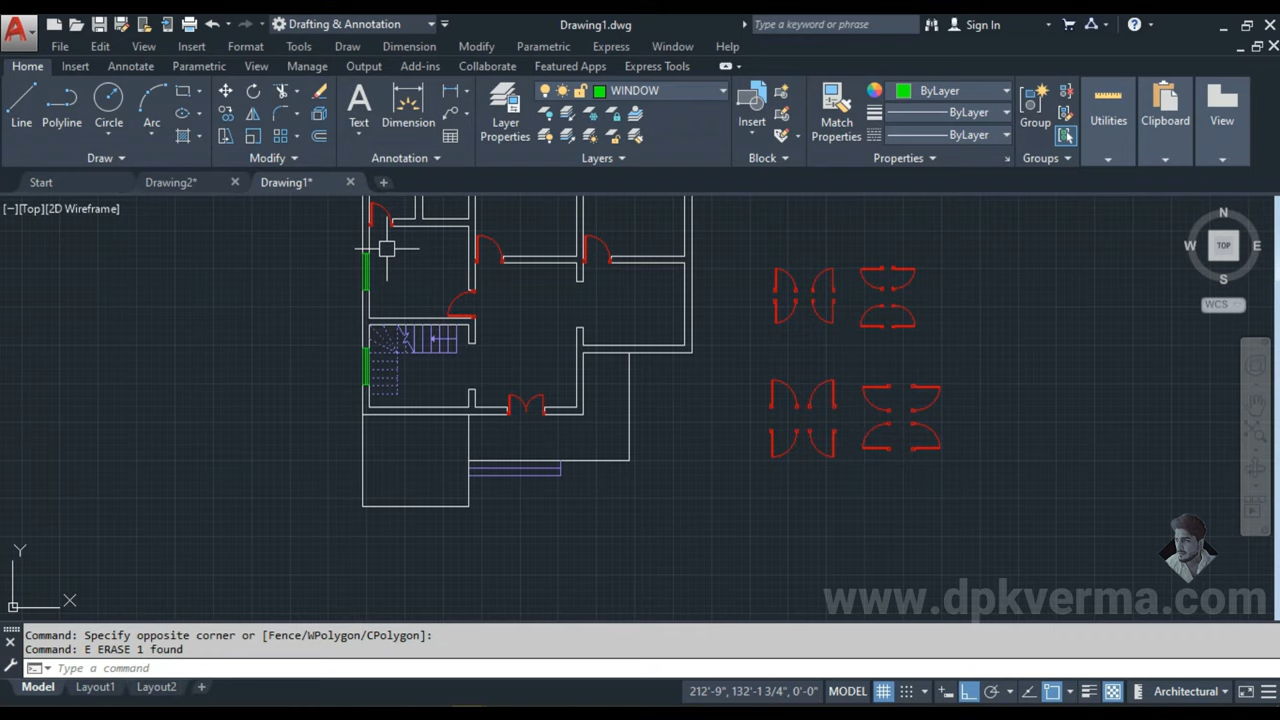 Drafting & Annotation
Drawing1.dwg
Type a keyword or phrase
Sign In
File Edit View Insert Format Tools Draw Dimension Modify Parametric Express Window Help
Home Insert Annotate Parametric View Manage Output Add-ins Collaborate Featured Apps Express Tools
WINDOW
ByLayer
ByLayer
ByLayer
Line Polyline Circle Arc Text Dimension Layer Properties Insert Match Properties Group Utilities Clipboard View
Draw Modify Annotation Layers Block Properties Groups
Start Drawing2* Drawing1*
[−][Top][2D Wireframe]
N
W TOP E
S
WCS
Y
X
www.dpkverma.com
Command: Specify opposite corner or [Fence/WPolygon/CPolygon]:
Command: E ERASE 1 found
Type a command
Model Layout1 Layout2 +
212'-9", 132'-1 3/4", 0'-0" MODEL Architectural